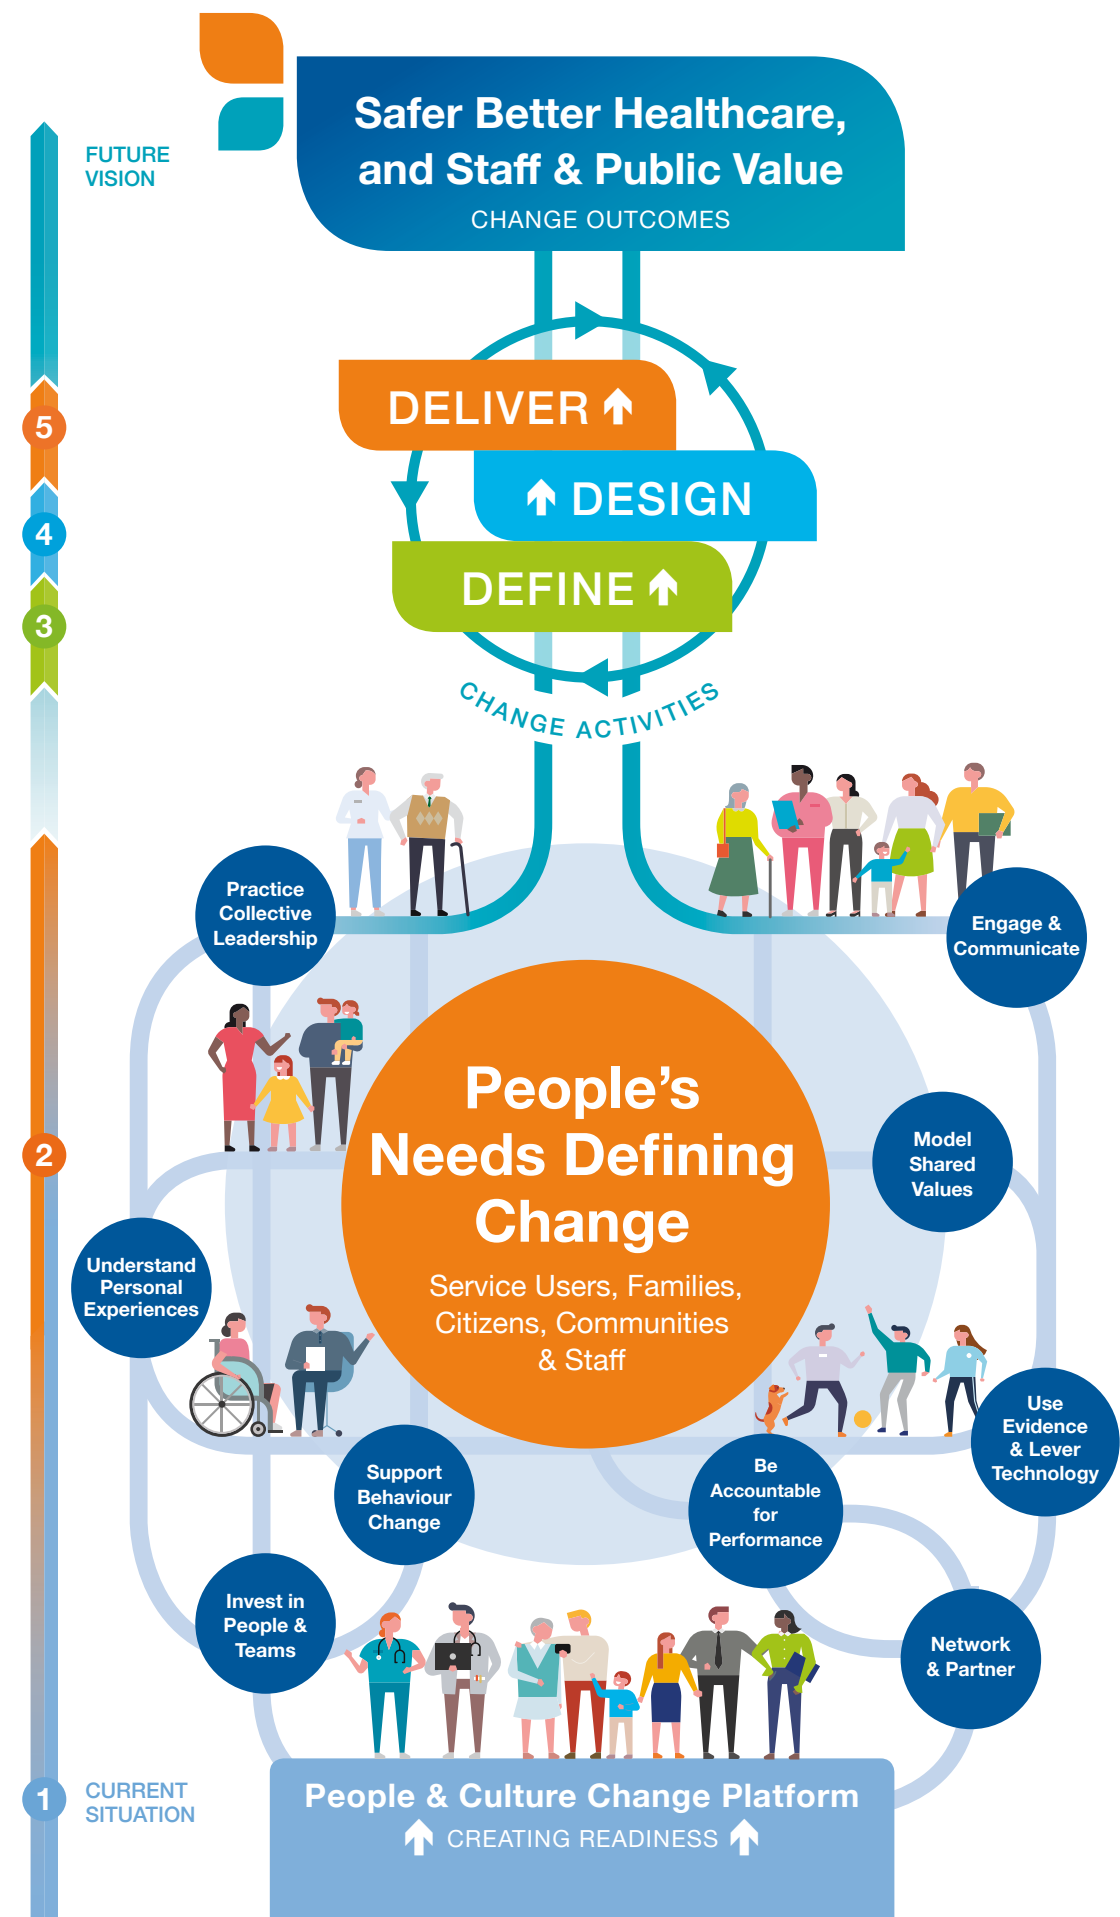 Safer Better Healthcare,
and Staff & Public Value
CHANGE OUTCOMES
FUTURE
VISION
DELIVER
5
DESIGN
4
DEFINE
3
CHANGE ACTIVITIES
Practice
Collective
Leadership
Engage &
Communicate
People’s
Needs Defining
Change
Service Users, Families,
Citizens, Communities
& Staff
2
Model
Shared
Values
Understand
Personal
Experiences
Use
Evidence
& Lever
Technology
Support
Behaviour
Change
Be
Accountable
for
Performance
Invest in
People &
Teams
Network
& Partner
1
CURRENT
SITUATION
People & Culture Change Platform
CREATING READINESS